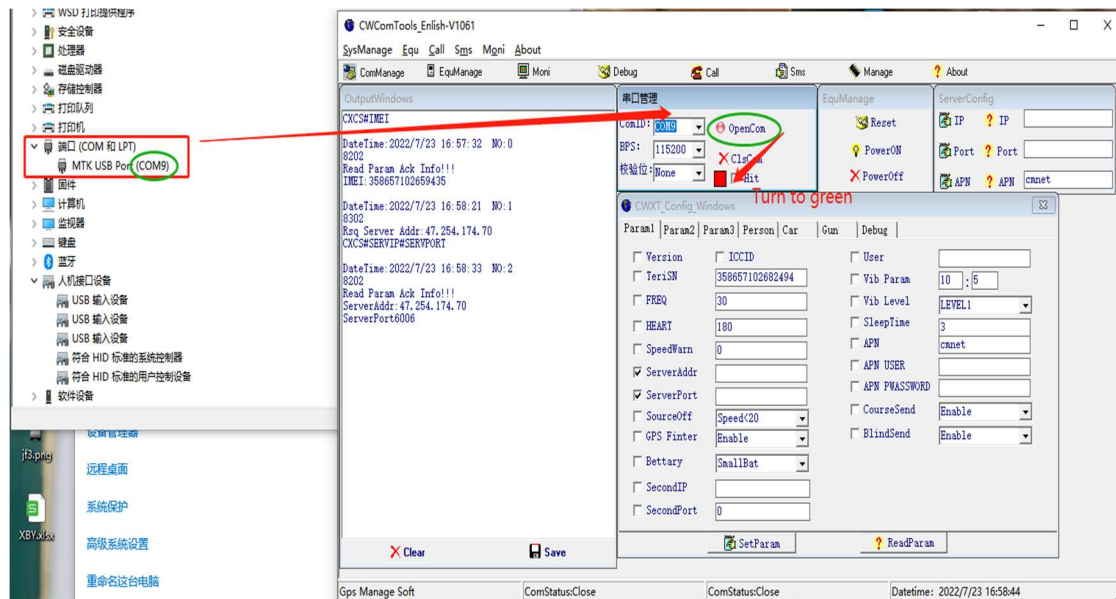 WSD 打印提供程序
安全设备
处理器
磁盘驱动器
存储控制器
打印队列
打印机
端口 (COM 和 LPT)
MTK USB Port (COM9)
固件
计算机
监视器
键盘
蓝牙
人机接口设备
USB 输入设备
USB 输入设备
USB 输入设备
符合 HID 标准的系统控制器
符合 HID 标准的用户控制设备
软件设备
设备管理器
远程桌面
系统保护
高级系统设置
重命名这台电脑
jf3.png
XBY.xlsx
CWComTools_Enlish-V1061
SysManage Equ Call Sms Moni About
ComManage EquManage Moni Debug Call Sms Manage About
OutputWindows
CXCS#IMEI
DateTime:2022/7/23 16:57:32 NO:0
8202
Read Param Ack Info!!!
IMEI:358657102659435
DateTime:2022/7/23 16:58:21 NO:1
8302
Rsq Server Addr:47.254.174.70
CXCS#SERVIP#SERVPORT
DateTime:2022/7/23 16:58:33 NO:2
8202
Read Param Ack Info!!!
ServerAddr:47.254.174.70
ServerPort6006
Clear Save
串口管理
ComID: COM9 OpenCom
BPS: 115200 ClsCom
校验位: None Hit
Turn to green
EquManage
Reset
PowerON
PowerOff
ServerConfig
IP ? IP
Port ? Port
APN ? APN cmnet
CWXT_Config_Windows
Param1 Param2 Param3 Person Car Gun Debug
Version ICCID User
TeriSN 358657102682494 Vib Param 10 : 5
FREQ 30 Vib Level LEVEL1
HEART 180 SleepTime 3
SpeedWarn 0 APN cmnet
ServerAddr APN USER
ServerPort APN PWASSWORD
SourceOff Speed<20 CourseSend Enable
GPS Finter Enable BlindSend Enable
Bettary SmallBat
SecondIP
SecondPort 0
SetParam ? ReadParam
Gps Manage Soft ComStatus:Close ComStatus:Close Datetime: 2022/7/23 16:58:44